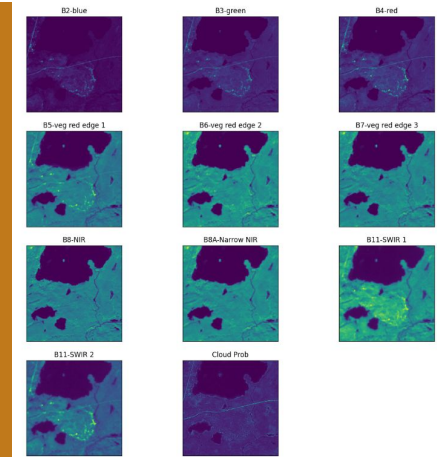 B2-blue
B3-green
B4-red
B5-veg red edge 1
B6-veg red edge 2
B7-veg red edge 3
B8-NIR
B8A-Narrow NIR
B11-SWIR 1
B11-SWIR 2
Cloud Prob